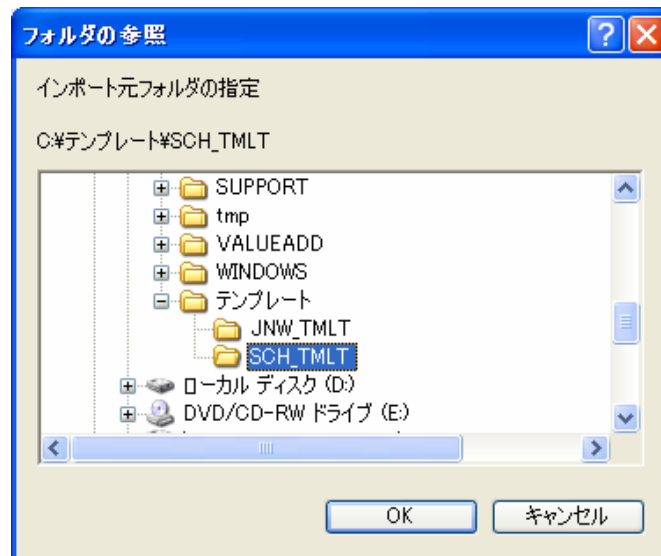 フォルダの参照
インポート元フォルダの指定
C:¥テンプレート¥SCH_TMLT
SUPPORT
tmp
VALUEADD
WINDOWS
テンプレート
JNW_TMLT
SCH_TMLT
ローカル ディスク (D:)
DVD/CD-RW ドライブ (E:)
OK
キャンセル